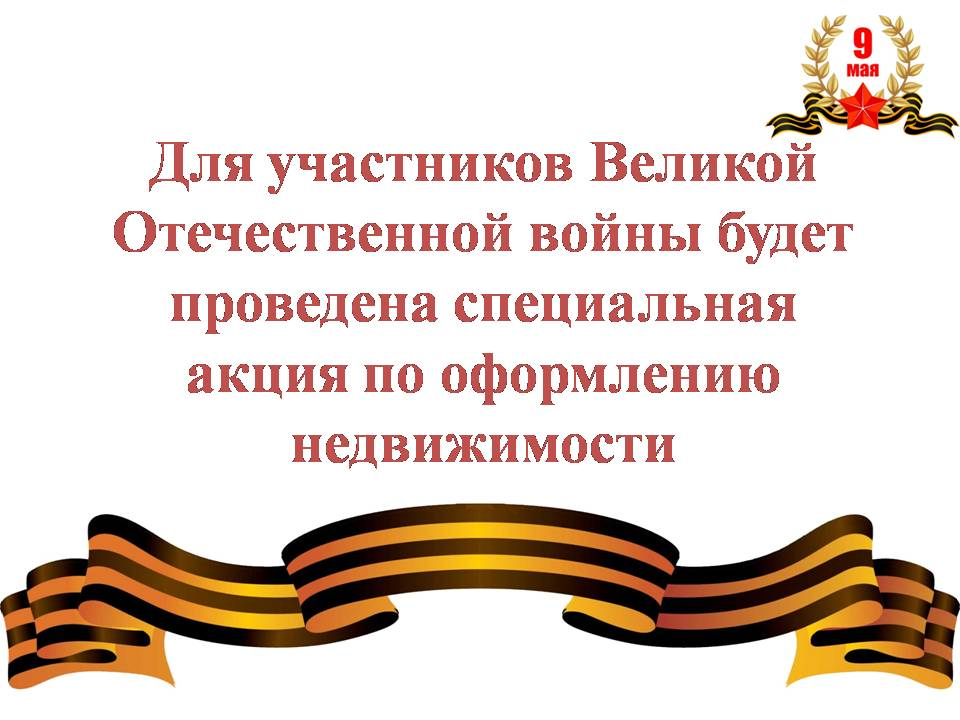 9
мая
Для участников Великой
Отечественной войны будет
проведена специальная
акция по оформлению
недвижимости